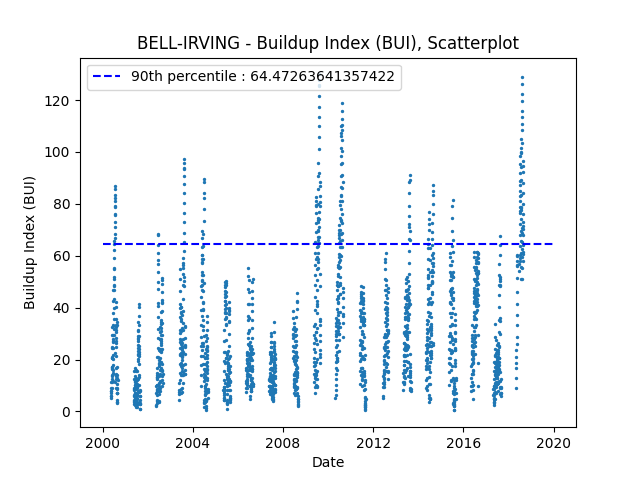 BELL-IRVING - Buildup Index (BUI), Scatterplot
90th percentile : 64.47263641357422
120
100
80
60
40
20
0
Buildup Index (BUI)
2000 2004 2008 2012 2016 2020
Date